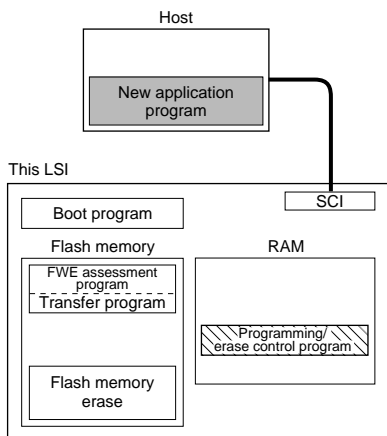 Host
New application
program
This LSI
SCI
Boot program
Flash memory
RAM
FWE assessment
program
Transfer program
Programming/
erase control program
Flash memory
erase